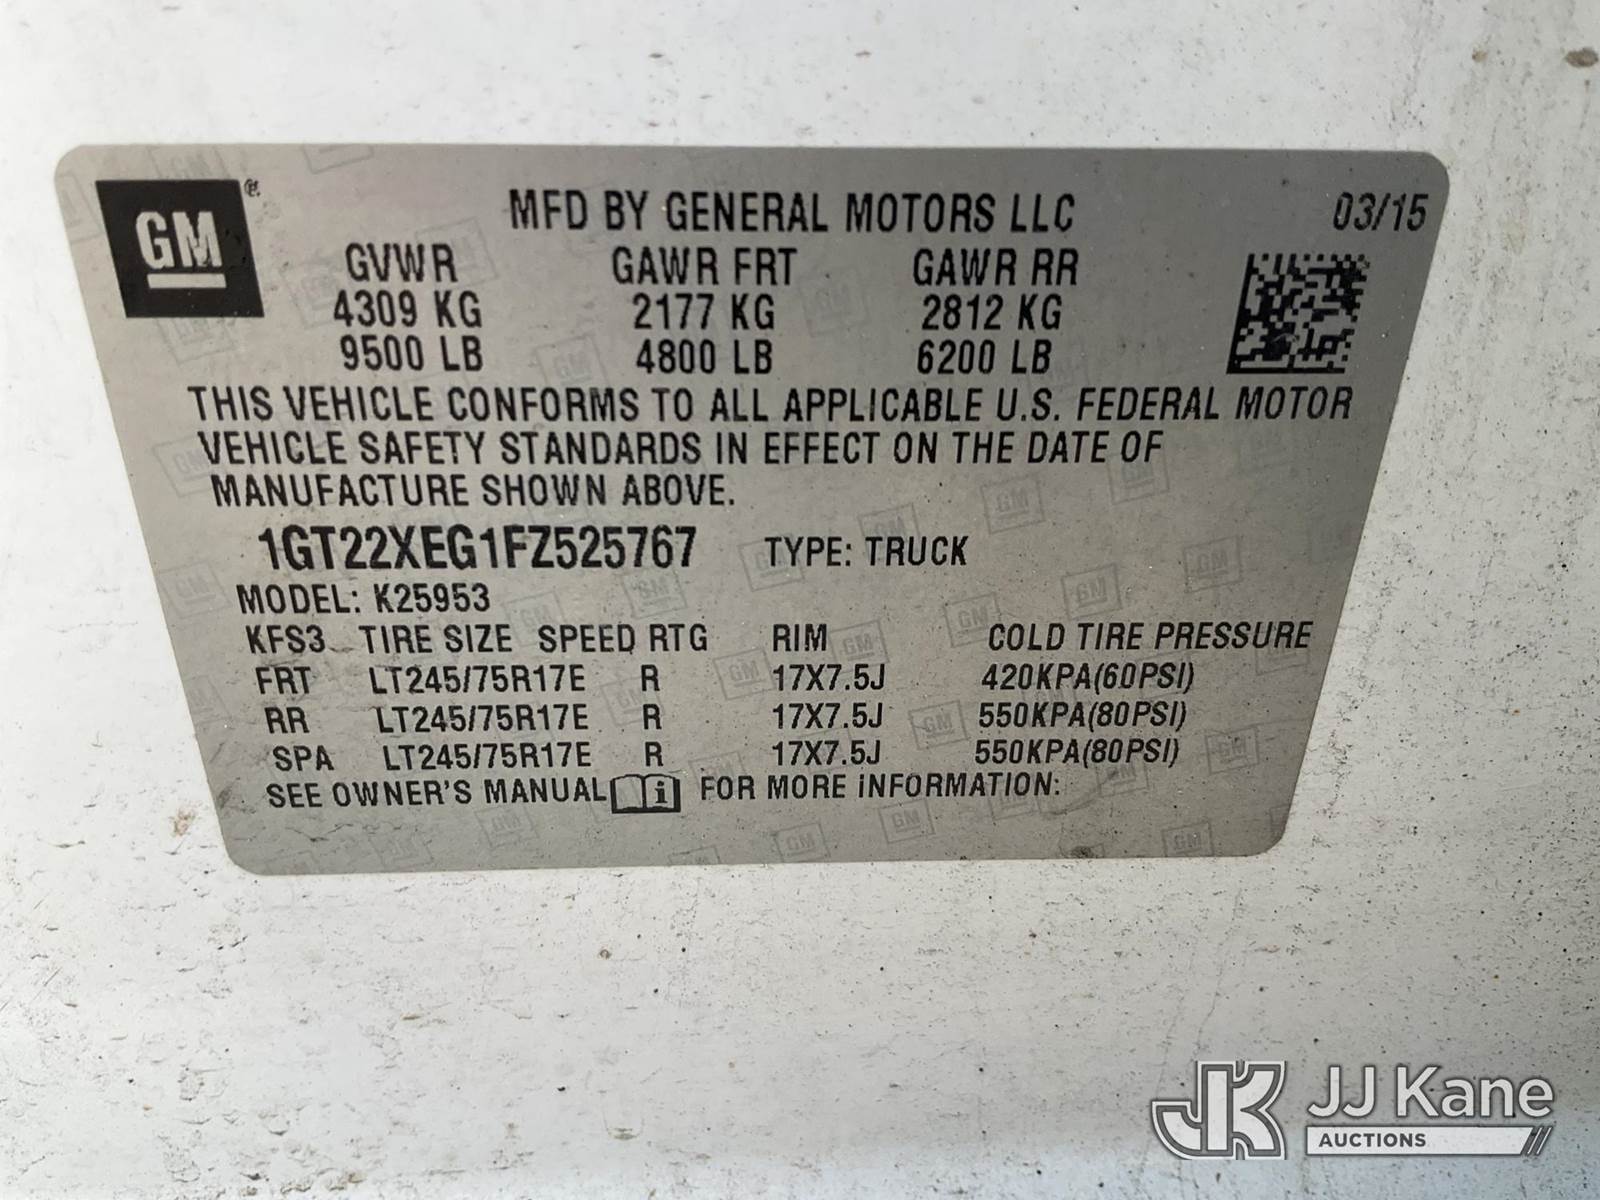 GM ®
MFD BY GENERAL MOTORS LLC 03/15
GVWR GAWR FRT GAWR RR
4309 KG 2177 KG 2812 KG
9500 LB 4800 LB 6200 LB
THIS VEHICLE CONFORMS TO ALL APPLICABLE U.S. FEDERAL MOTOR
VEHICLE SAFETY STANDARDS IN EFFECT ON THE DATE OF
MANUFACTURE SHOWN ABOVE.
1GT22XEG1FZ525767 TYPE: TRUCK
MODEL: K25953
KFS3 TIRE SIZE SPEED RTG RIM COLD TIRE PRESSURE
FRT LT245/75R17E R 17X7.5J 420KPA(60PSI)
RR LT245/75R17E R 17X7.5J 550KPA(80PSI)
SPA LT245/75R17E R 17X7.5J 550KPA(80PSI)
SEE OWNER'S MANUAL i FOR MORE INFORMATION:
JK JJ Kane
AUCTIONS